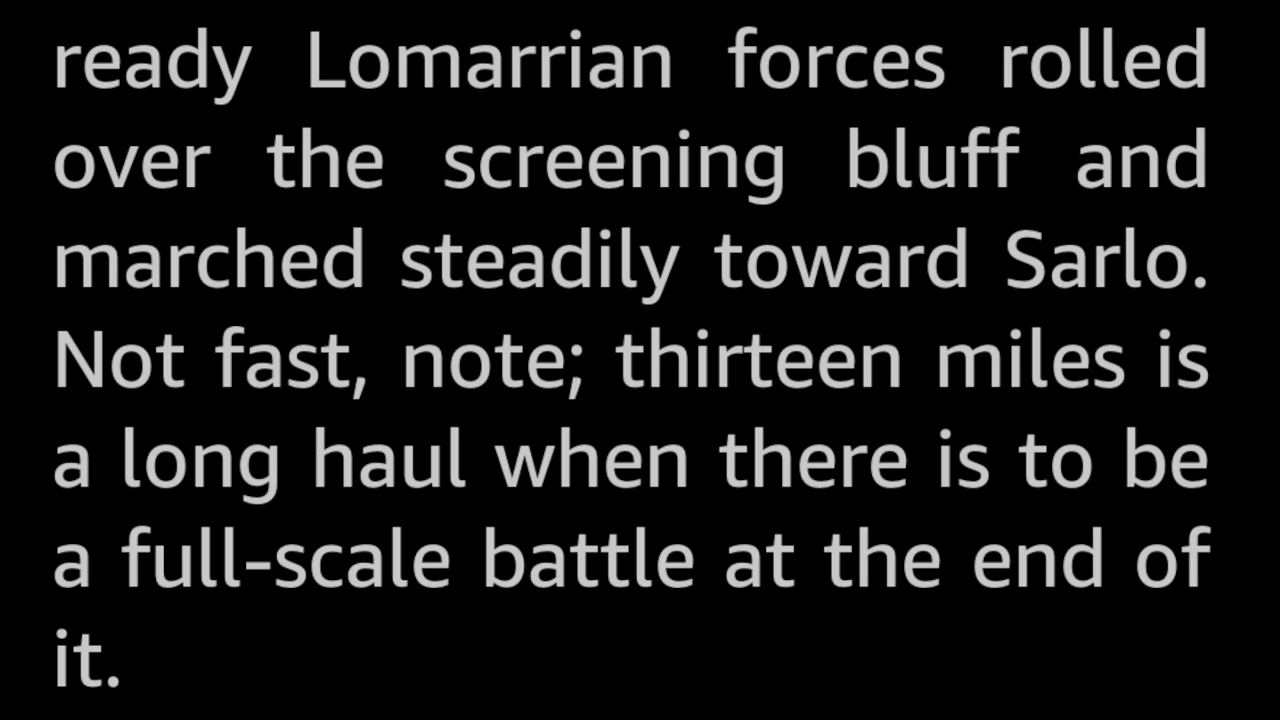 ready Lomarrian forces rolled
over the screening bluff and
marched steadily toward Sarlo.
Not fast, note; thirteen miles is
a long haul when there is to be
a full-scale battle at the end of
it.